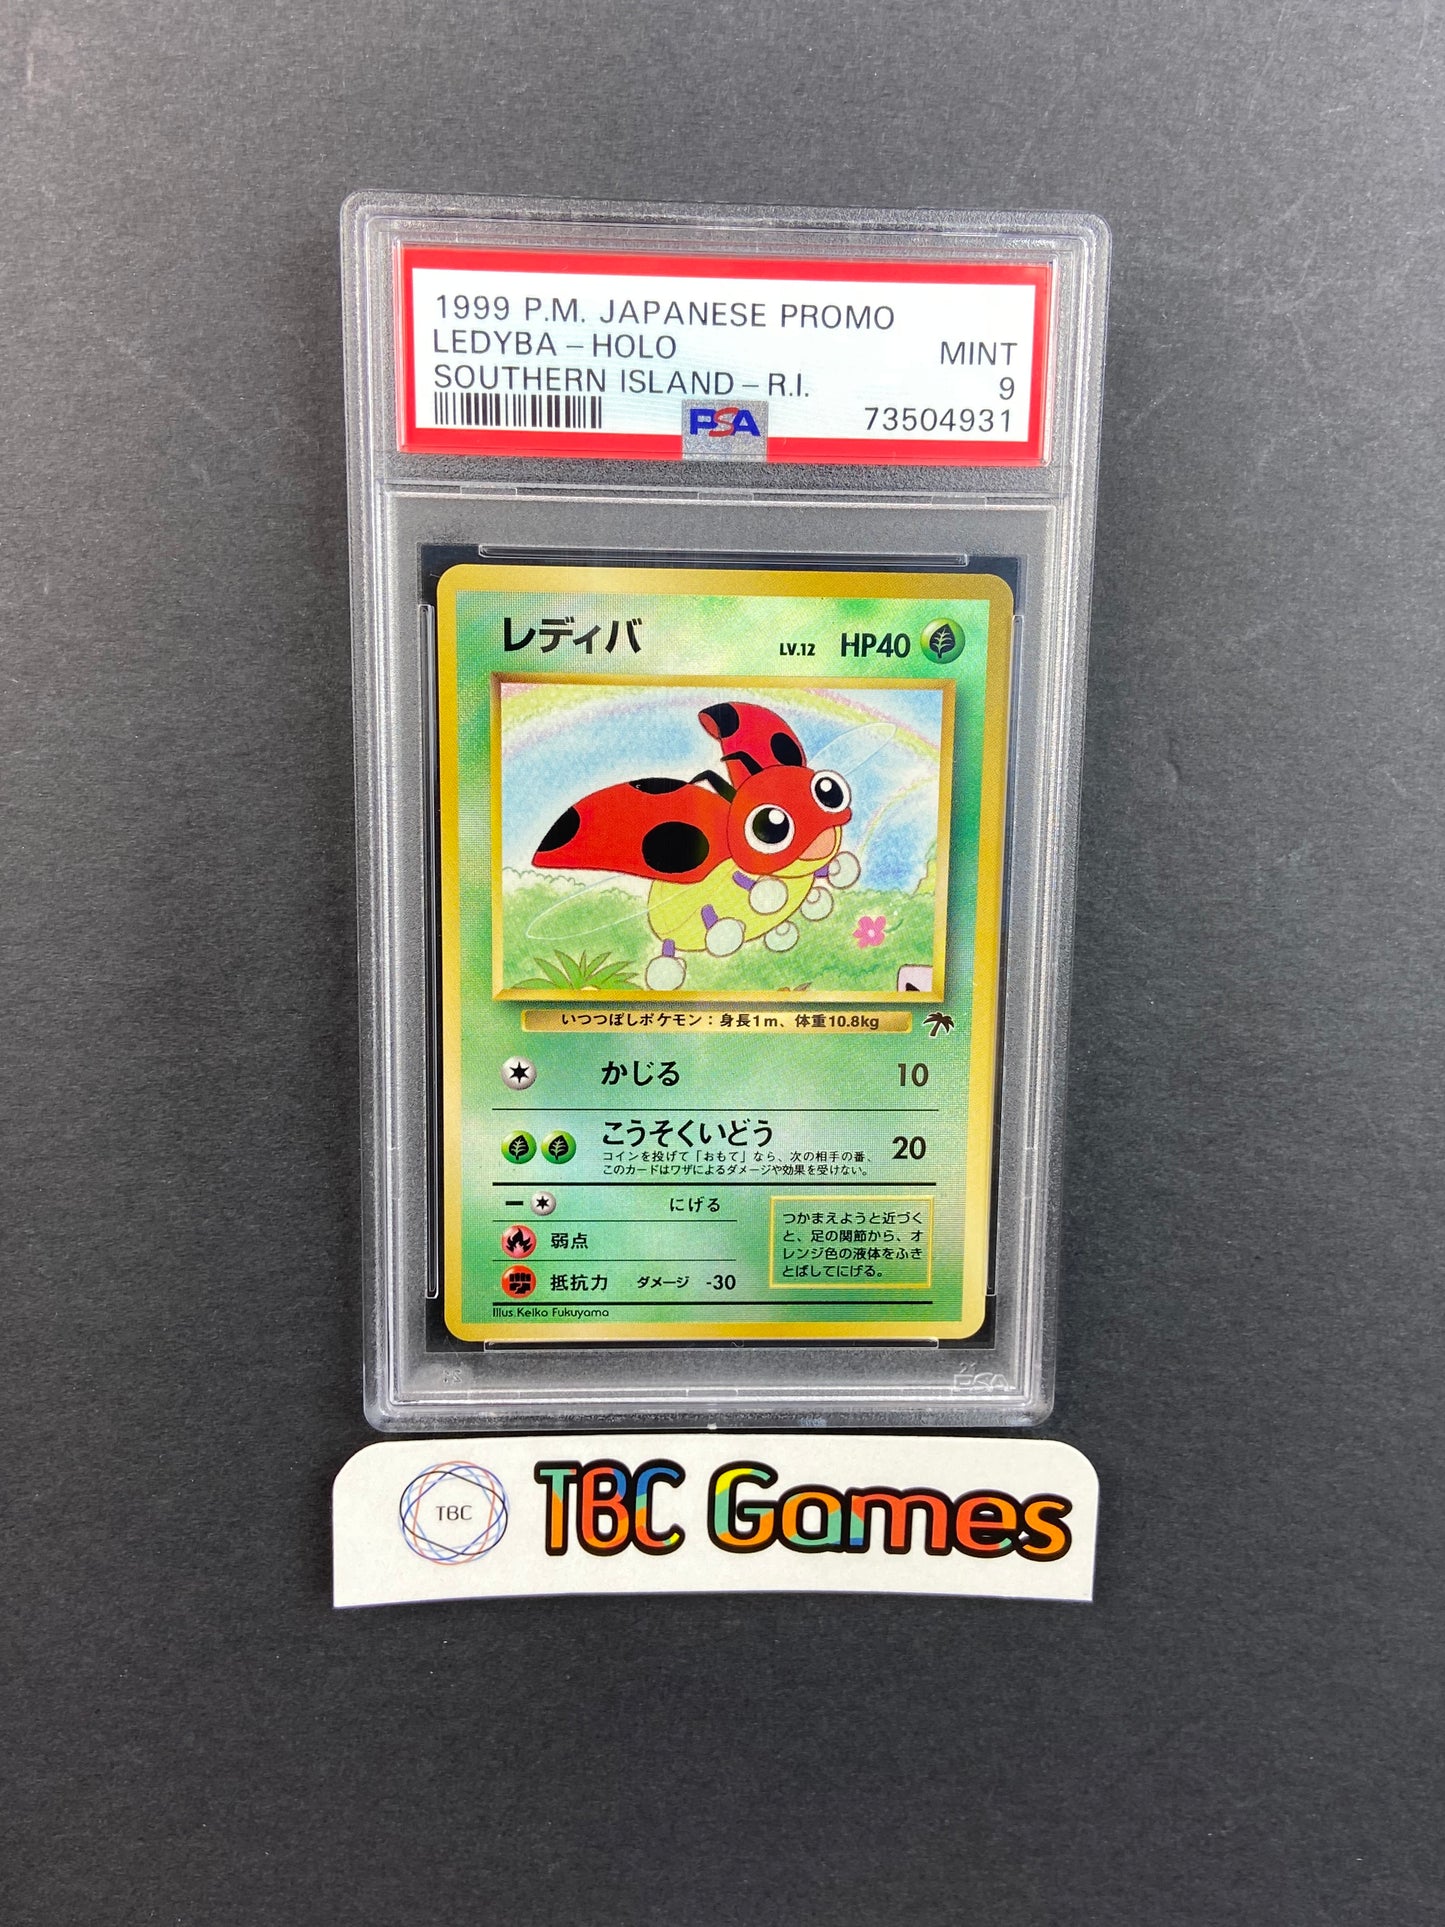 1999 P.M. JAPANESE PROMO
LEDYBA - HOLO MINT
SOUTHERN ISLAND - R.I. 9
PSA 73504931
レディバ LV.12 HP40
いつつぼしポケモン：身長1m、体重10.8kg
かじる 10
こうそくいどう 20
コインを投げて「おもて」なら、次の相手の番、
このカードはワザによるダメージや効果を受けない。
にげる
弱点
抵抗力 ダメージ -30
つかまえようと近づく
と、足の関節から、オ
レンジ色の液体をふき
とばしてにげる。
Illus.Keiko Fukuyama
21
PSA
TBC
TBC Games